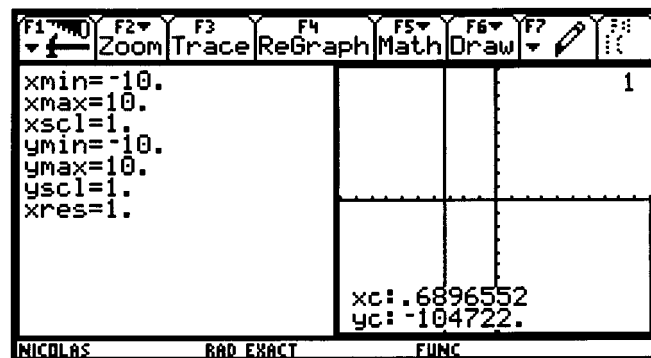 F1 F2 F3 F4 F5 F6 F7
Zoom Trace ReGraph Math Draw
xmin=-10.
xmax=10.
xscl=1.
ymin=-10.
ymax=10.
yscl=1.
xres=1.
1
xc:.6896552
yc:-104722.
NICOLAS RAD EXACT FUNC